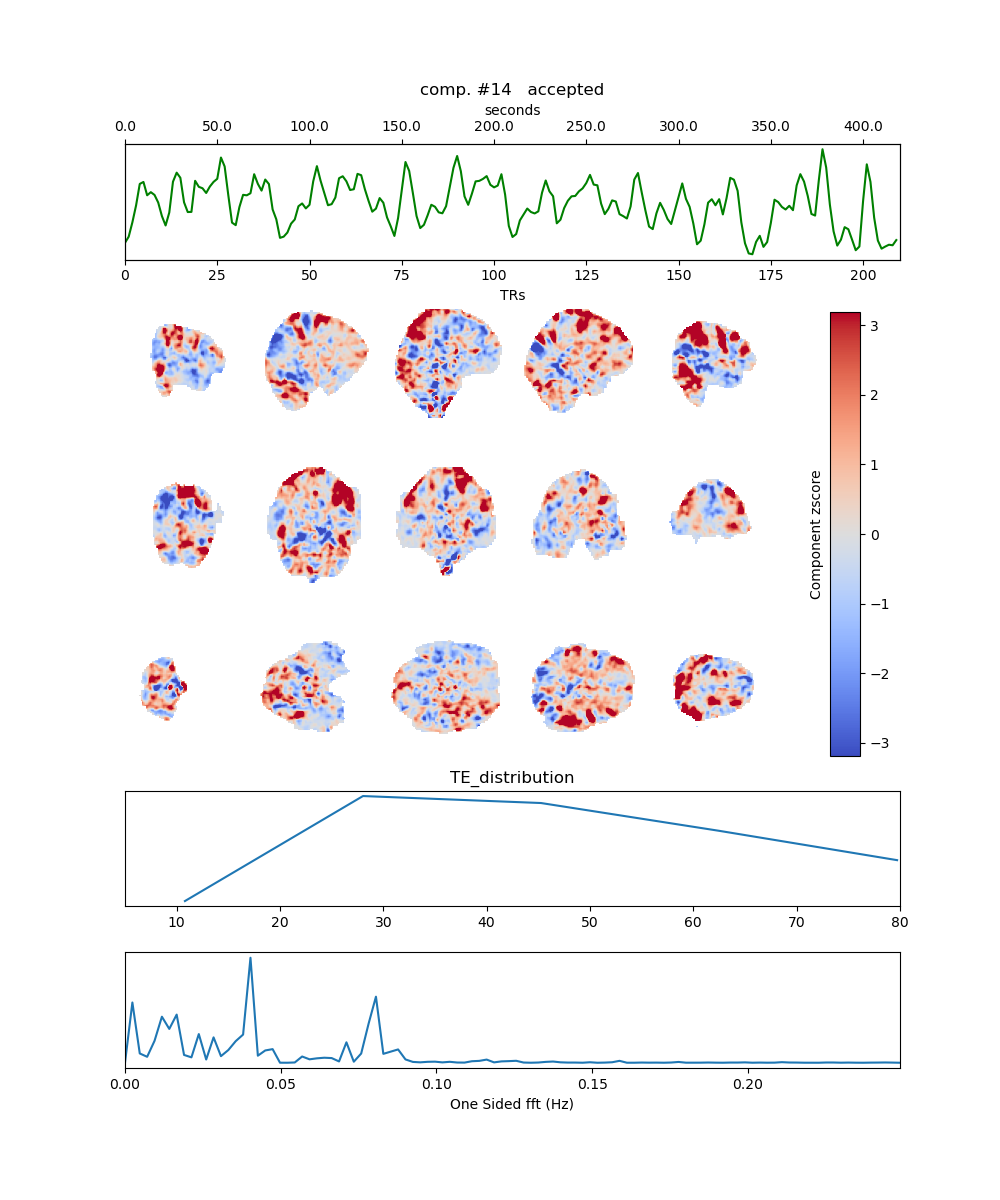 comp. #14   accepted
seconds
0.0 50.0 100.0 150.0 200.0 250.0 300.0 350.0 400.0
0 25 50 75 100 125 150 175 200
TRs
3
2
1
0
−1
−2
−3
Component zscore
TE_distribution
10 20 30 40 50 60 70 80
0.00 0.05 0.10 0.15 0.20
One Sided fft (Hz)